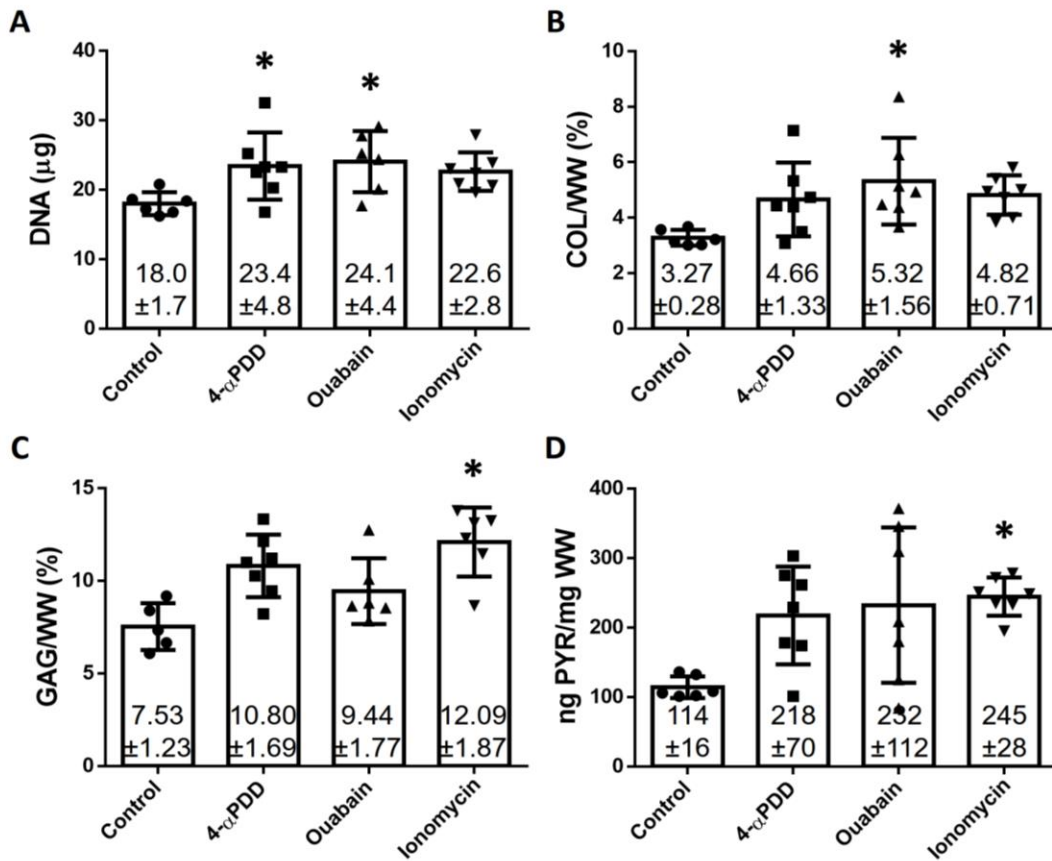 A
DNA (µg)
40
30
20
10
0
*
*
18.0
±1.7
23.4
±4.8
24.1
±4.4
22.6
±2.8
Control
4-αPDD
Ouabain
Ionomycin
B
COL/WW (%)
10
8
6
4
2
0
*
3.27
±0.28
4.66
±1.33
5.32
±1.56
4.82
±0.71
Control
4-αPDD
Ouabain
Ionomycin
C
GAG/WW (%)
15
10
5
0
*
7.53
±1.23
10.80
±1.69
9.44
±1.77
12.09
±1.87
Control
4-αPDD
Ouabain
Ionomycin
D
ng PYR/mg WW
400
300
200
100
0
*
114
±16
218
±70
232
±112
245
±28
Control
4-αPDD
Ouabain
Ionomycin